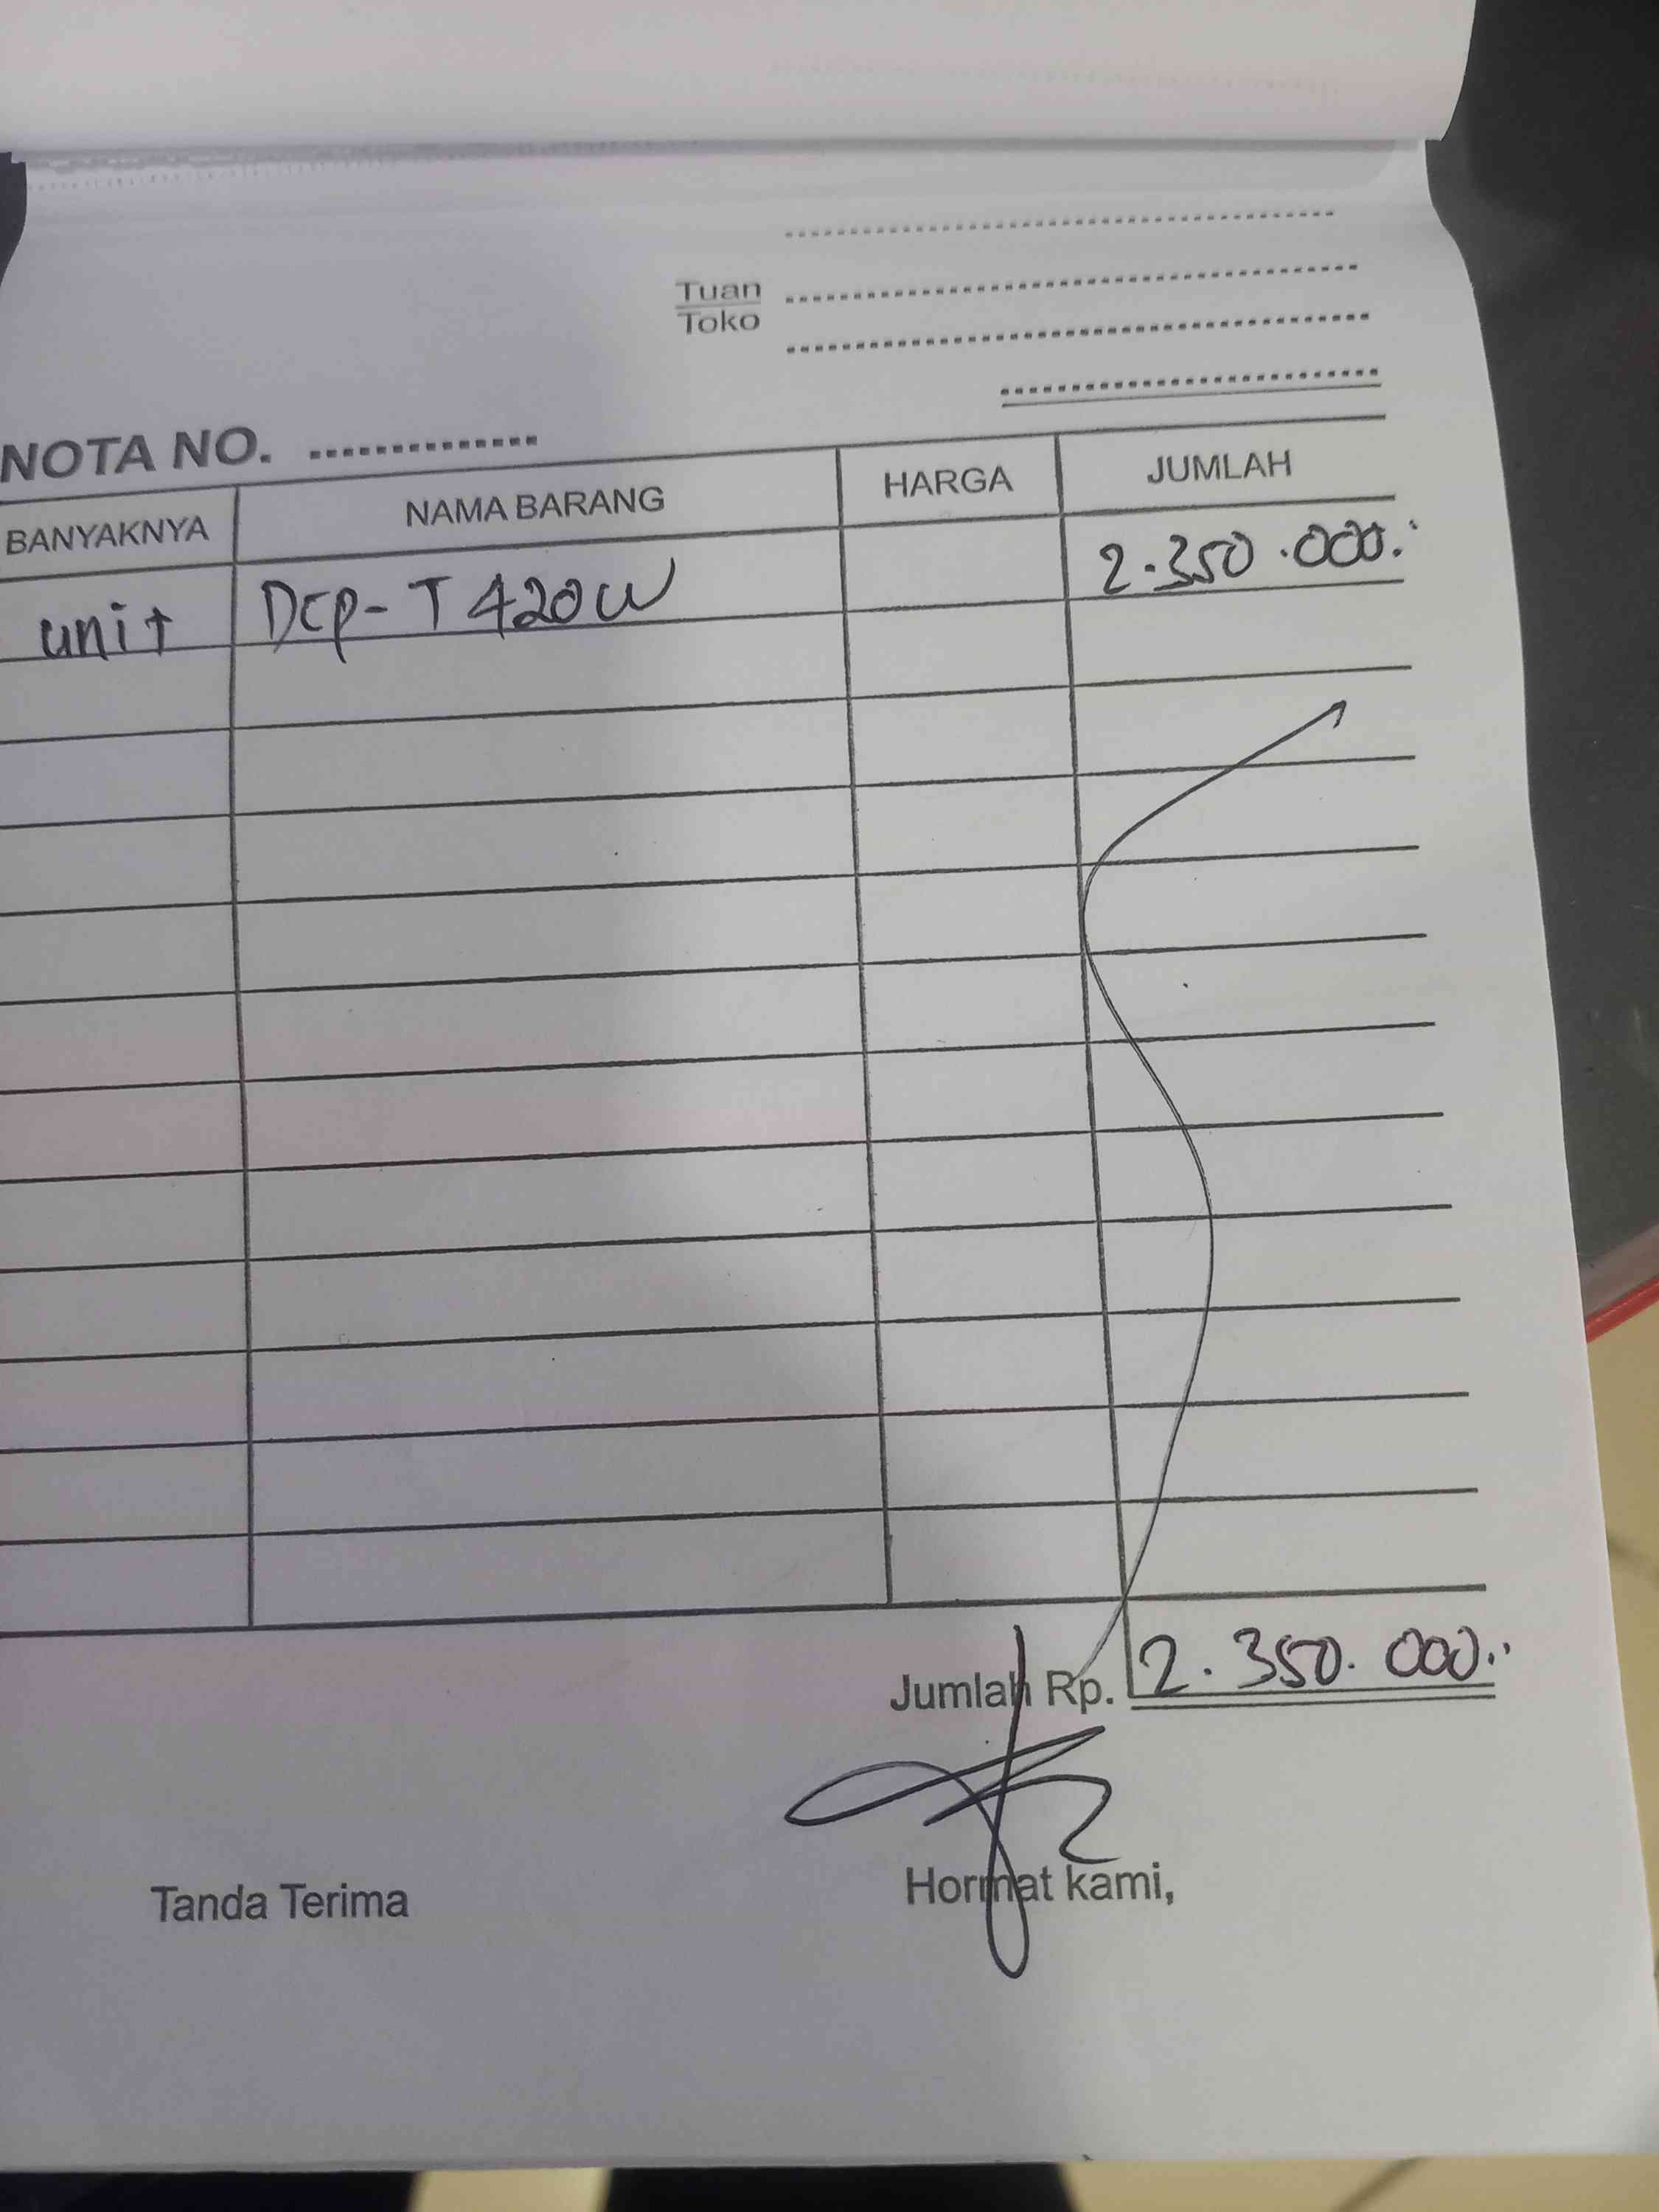 Tuan
Toko
NOTA NO. ..............
BANYAKNYA NAMA BARANG HARGA JUMLAH
unit DCP-T420W 2.350.000.
Jumlah Rp. 2.350.000.
Tanda Terima Hormat kami,